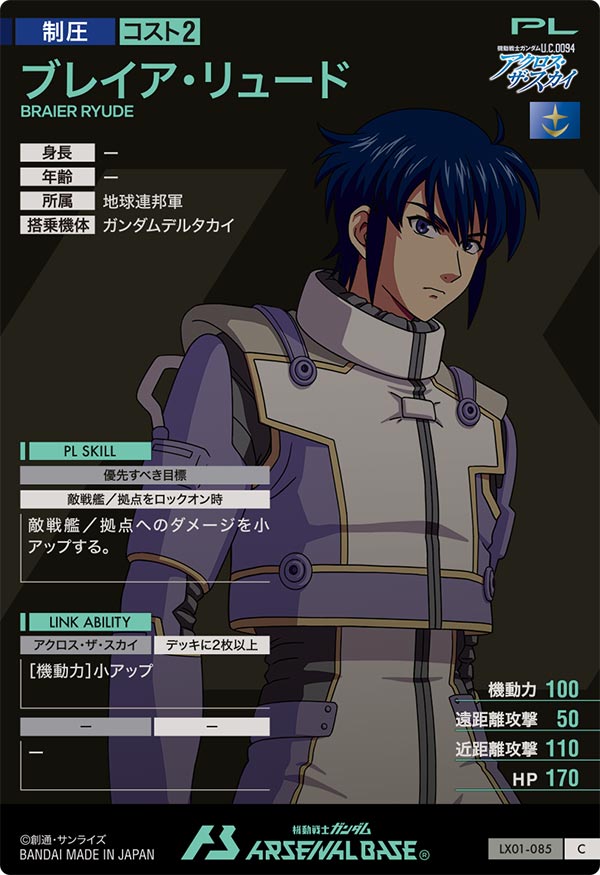 制圧 コスト2 PL
機動戦士ガンダムU.C.0094
アクロス・
ザ・スカイ
ブレイア・リュード
BRAIER RYUDE
身長 ー
年齢 ー
所属 地球連邦軍
搭乗機体 ガンダムデルタカイ
PL SKILL
優先すべき目標
敵戦艦／拠点をロックオン時
敵戦艦／拠点へのダメージを小
アップする。
LINK ABILITY
アクロス・ザ・スカイ デッキに2枚以上
[機動力]小アップ
ー ー
ー
機動力 100
遠距離攻撃 50
近距離攻撃 110
HP 170
©創通・サンライズ
BANDAI MADE IN JAPAN
機動戦士ガンダム
AB ARSENAL BASE®
LX01-085 C